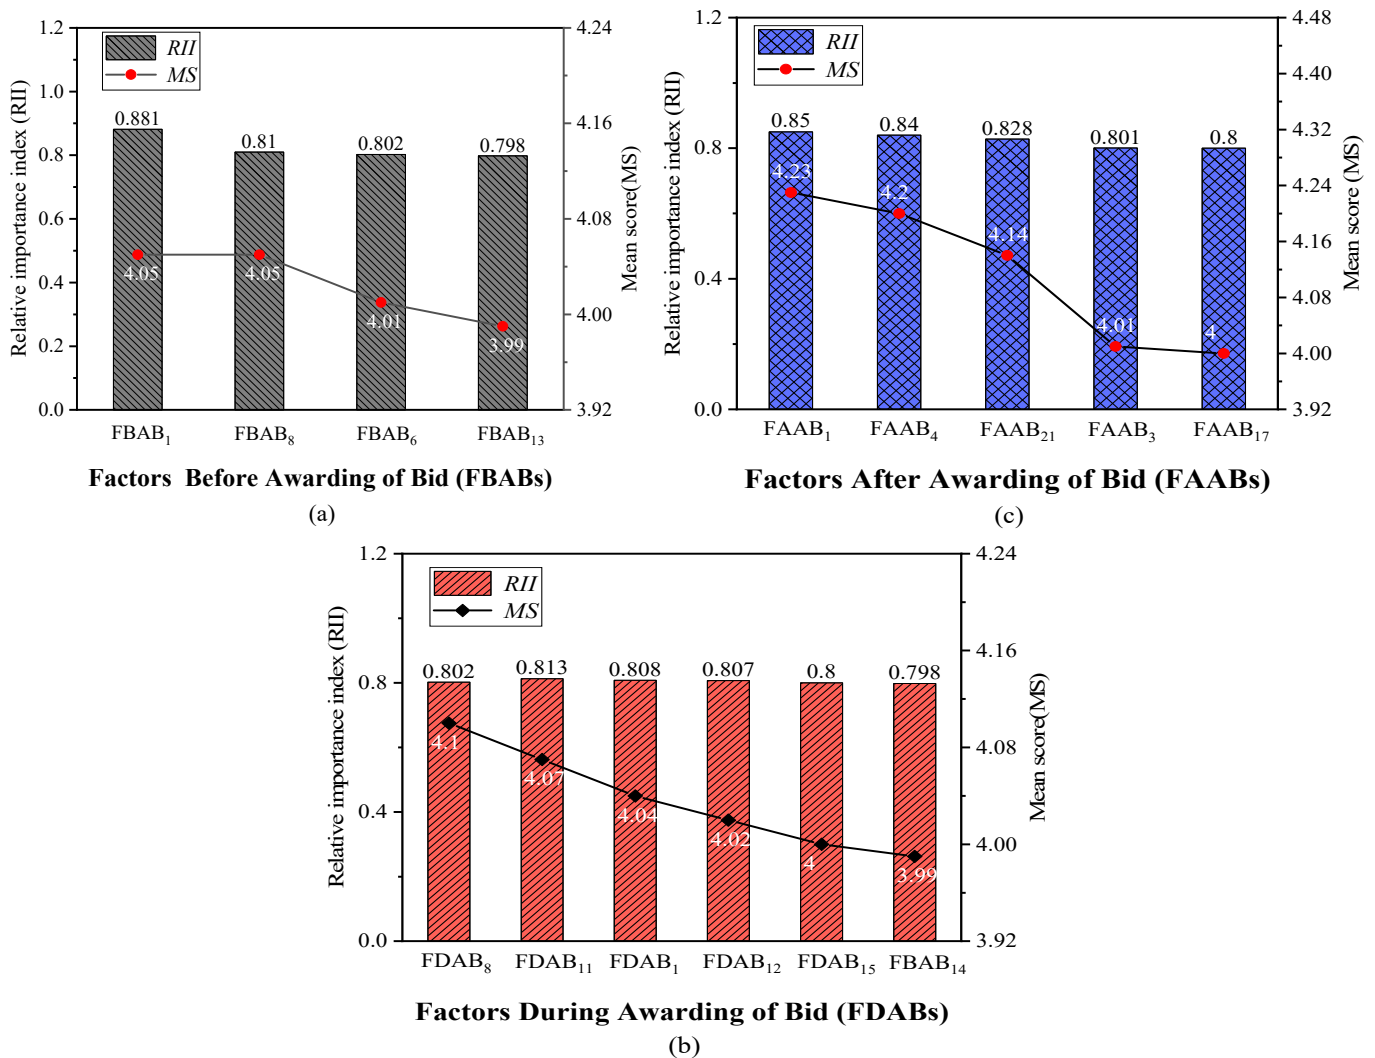 1.2
1.0
0.8
0.6
0.4
0.2
0.0
Relative importance index (RII)
RII
MS
0.881
0.81
0.802
0.798
4.05
4.05
4.01
3.99
4.24
4.16
4.08
4.00
3.92
Mean score(MS)
FBAB1
FBAB8
FBAB6
FBAB13
Factors Before Awarding of Bid (FBABs)
(a)
1.2
0.8
0.4
0.0
Relative importance index (RII)
RII
MS
0.85
0.84
0.828
0.801
0.8
4.23
4.2
4.14
4.01
4
4.48
4.40
4.32
4.24
4.16
4.08
4.00
3.92
Mean score (MS)
FAAB1
FAAB4
FAAB21
FAAB3
FAAB17
Factors After Awarding of Bid (FAABs)
(c)
1.2
0.8
0.4
0.0
Relative importance index (RII)
RII
MS
0.802
0.813
0.808
0.807
0.8
0.798
4.1
4.07
4.04
4.02
4
3.99
4.24
4.16
4.08
4.00
3.92
Mean score(MS)
FDAB8
FDAB11
FDAB1
FDAB12
FDAB15
FBAB14
Factors During Awarding of Bid (FDABs)
(b)